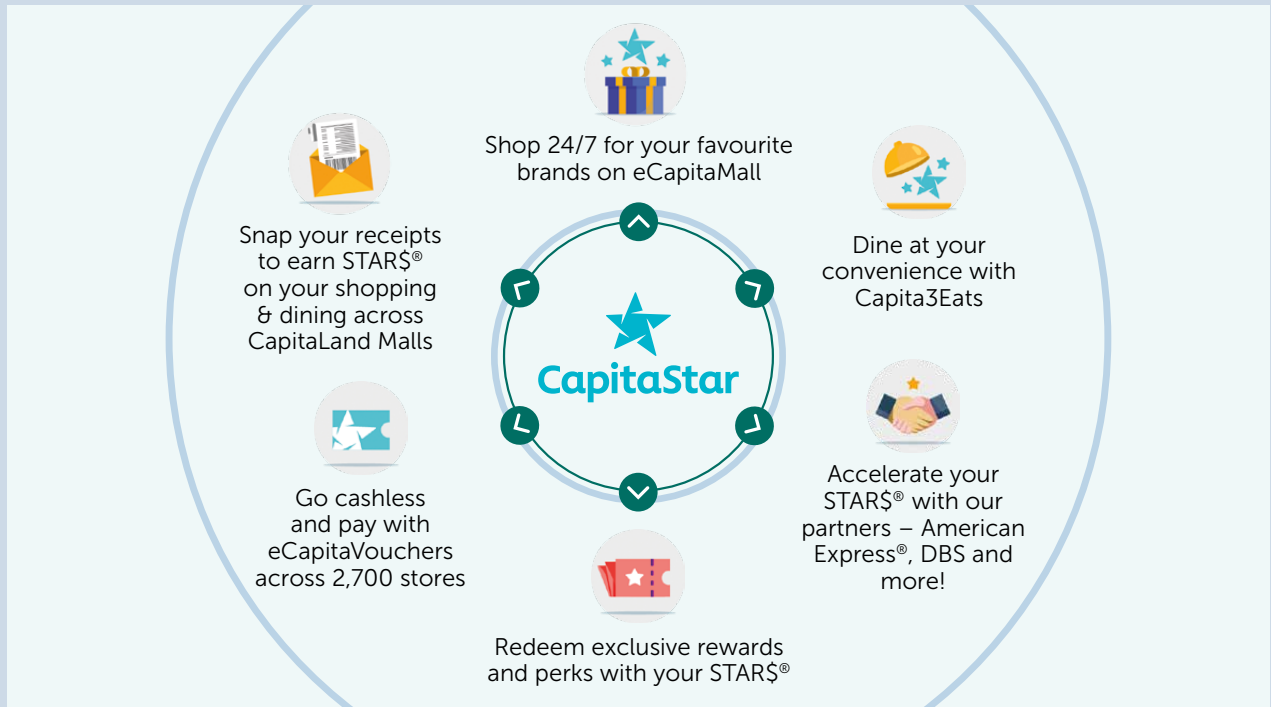 Shop 24/7 for your favourite
brands on eCapitaMall
Snap your receipts
to earn STAR$®
on your shopping
& dining across
CapitaLand Malls
Dine at your
convenience with
Capita3Eats
CapitaStar
Go cashless
and pay with
eCapitaVouchers
across 2,700 stores
Accelerate your
STAR$® with our
partners – American
Express®, DBS and
more!
Redeem exclusive rewards
and perks with your STAR$®